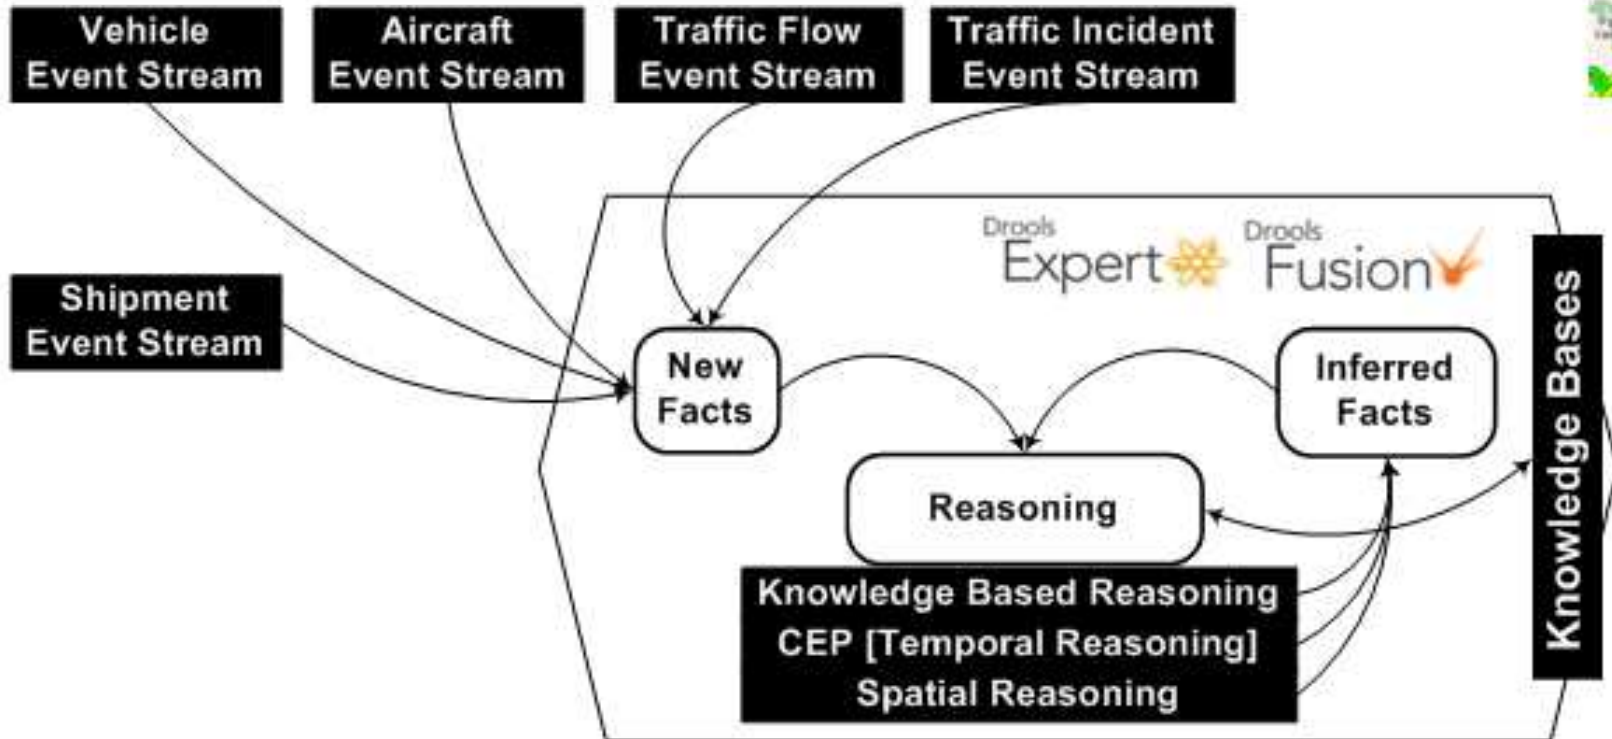 Vehicle
Event Stream
Aircraft
Event Stream
Traffic Flow
Event Stream
Traffic Incident
Event Stream
Shipment
Event Stream
Drools
Expert
Drools
Fusion
New
Facts
Inferred
Facts
Reasoning
Knowledge Based Reasoning
CEP [Temporal Reasoning]
Spatial Reasoning
Knowledge Bases